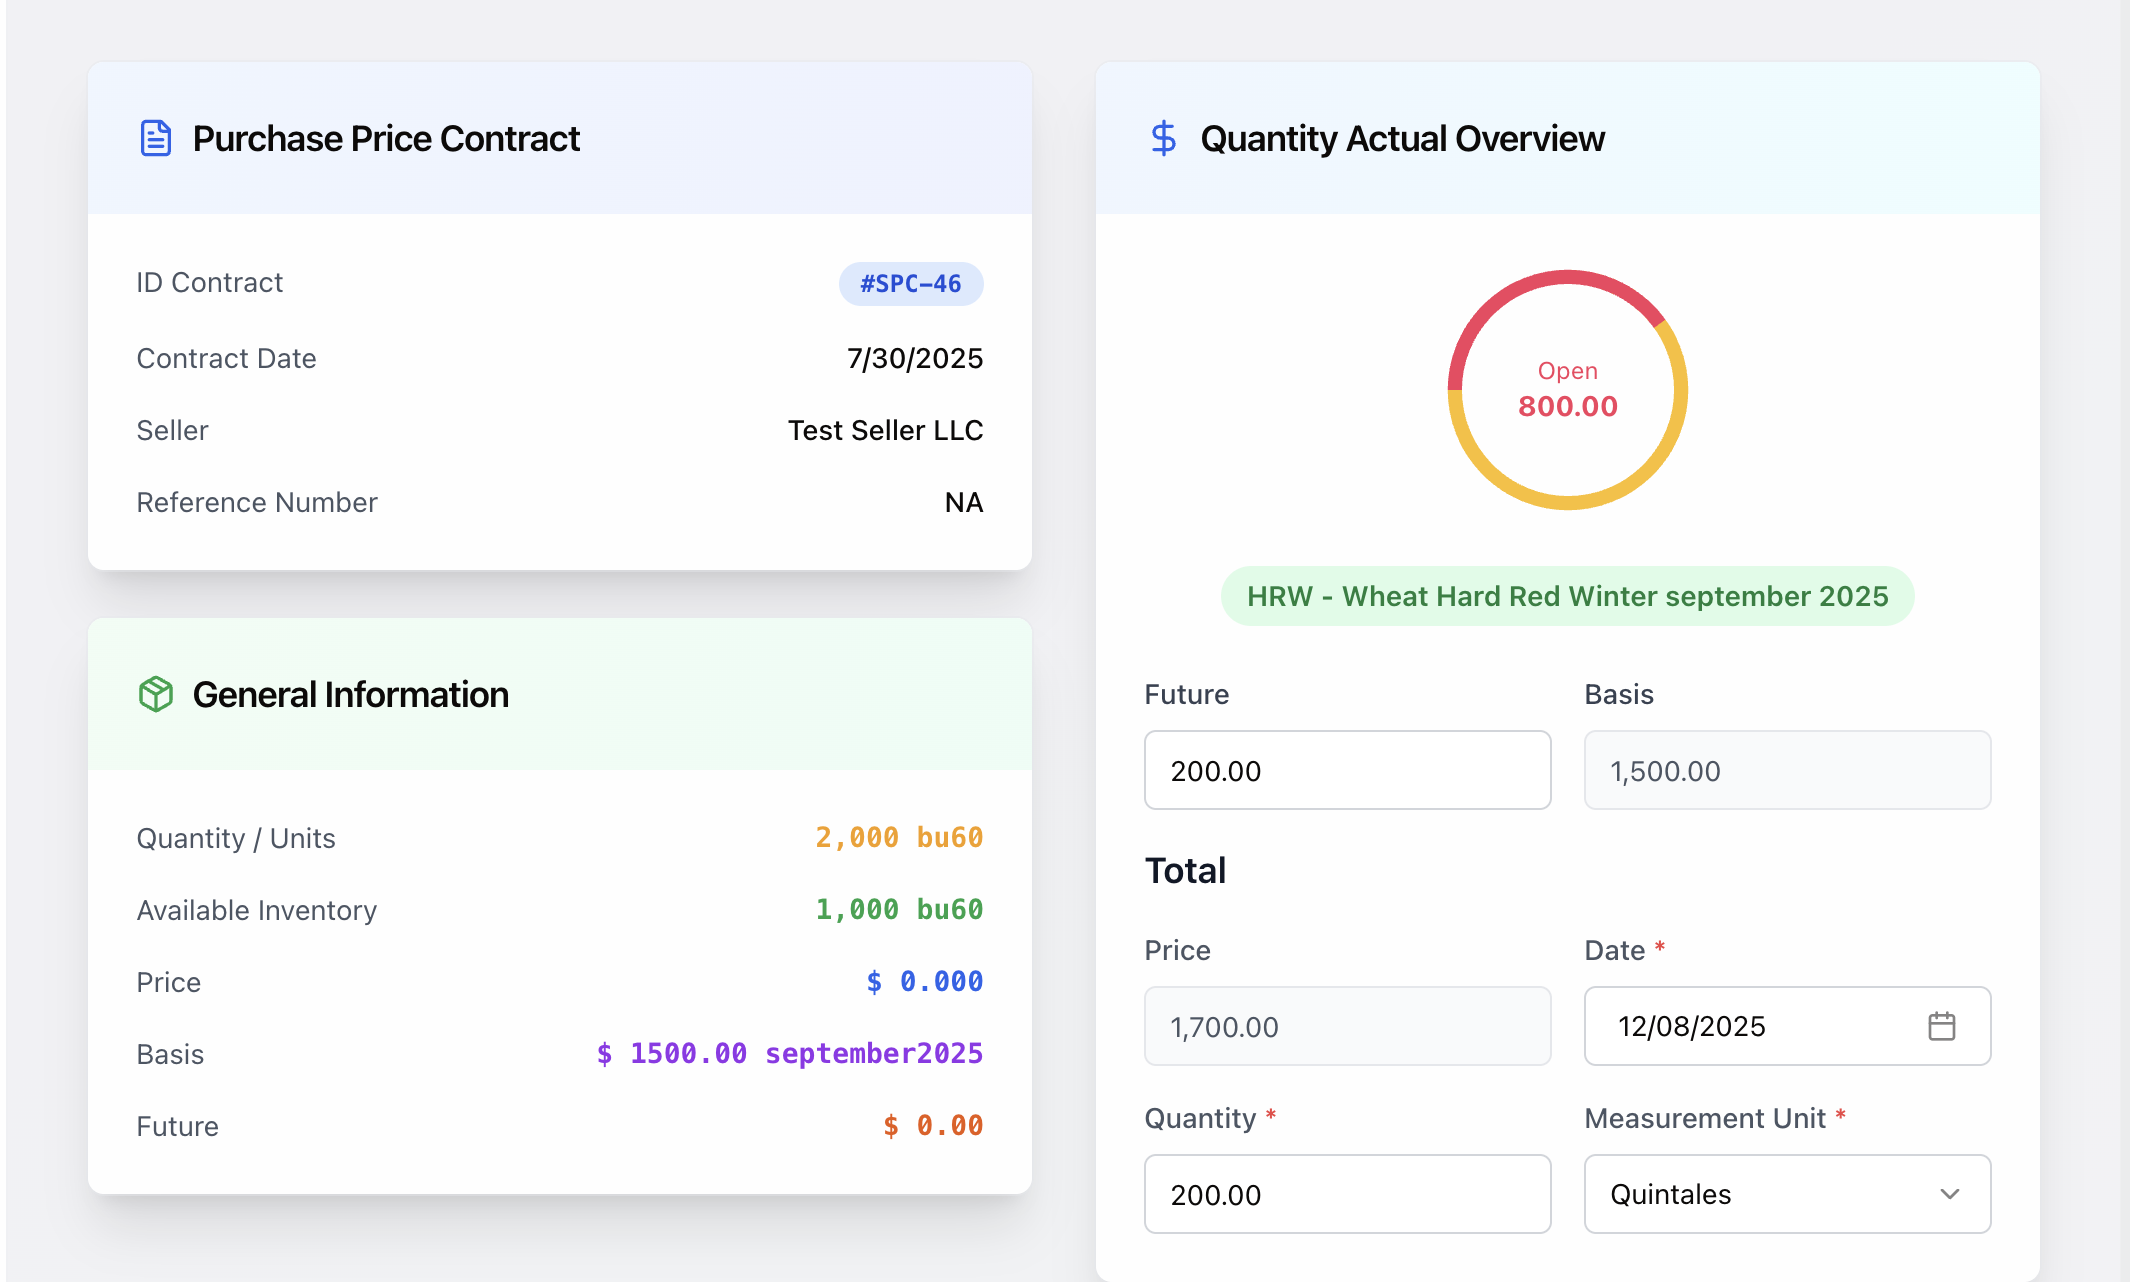 Purchase Price Contract
ID Contract #SPC-46
Contract Date 7/30/2025
Seller Test Seller LLC
Reference Number NA
General Information
Quantity / Units 2,000 bu60
Available Inventory 1,000 bu60
Price $ 0.000
Basis $ 1500.00 september2025
Future $ 0.00
Quantity Actual Overview
Open
800.00
HRW - Wheat Hard Red Winter september 2025
Future Basis
200.00 1,500.00
Total
Price Date *
1,700.00 12/08/2025
Quantity * Measurement Unit *
200.00 Quintales